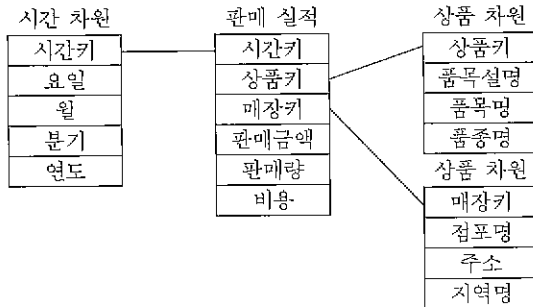 시간 차원
시간키
요일
월
분기
연도
판매 실적
시간키
상품키
매장키
판매금액
판매량
비용
상품 차원
상품키
품목설명
품목명
품종명
상품 차원
매장키
점포명
주소
지역명